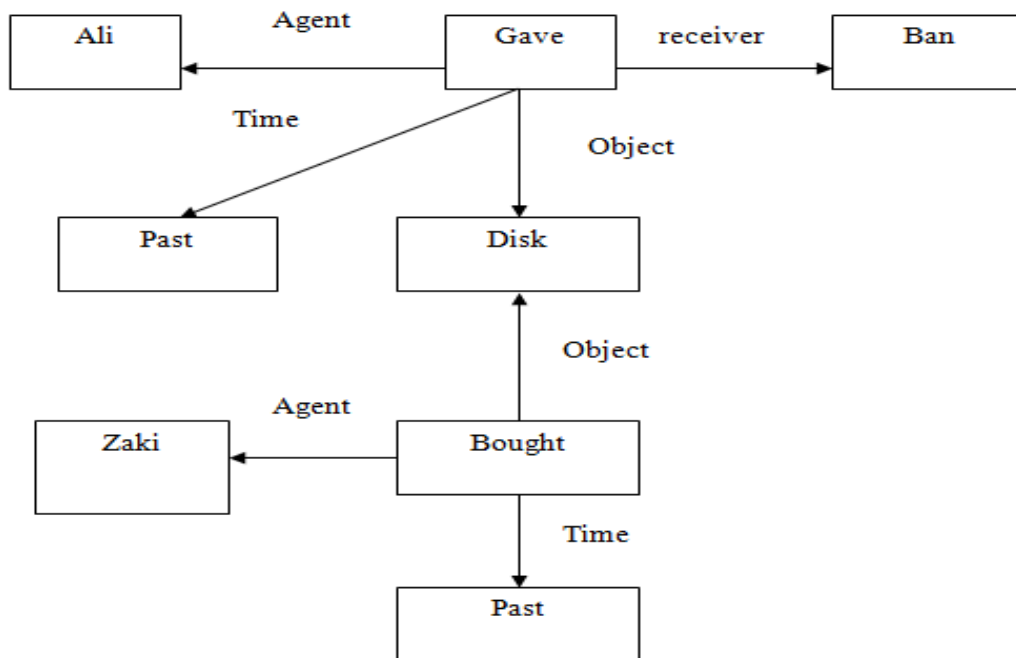 Agent
Ali
Gave
receiver
Ban
Time
Object
Past
Disk
Object
Agent
Zaki
Bought
Time
Past